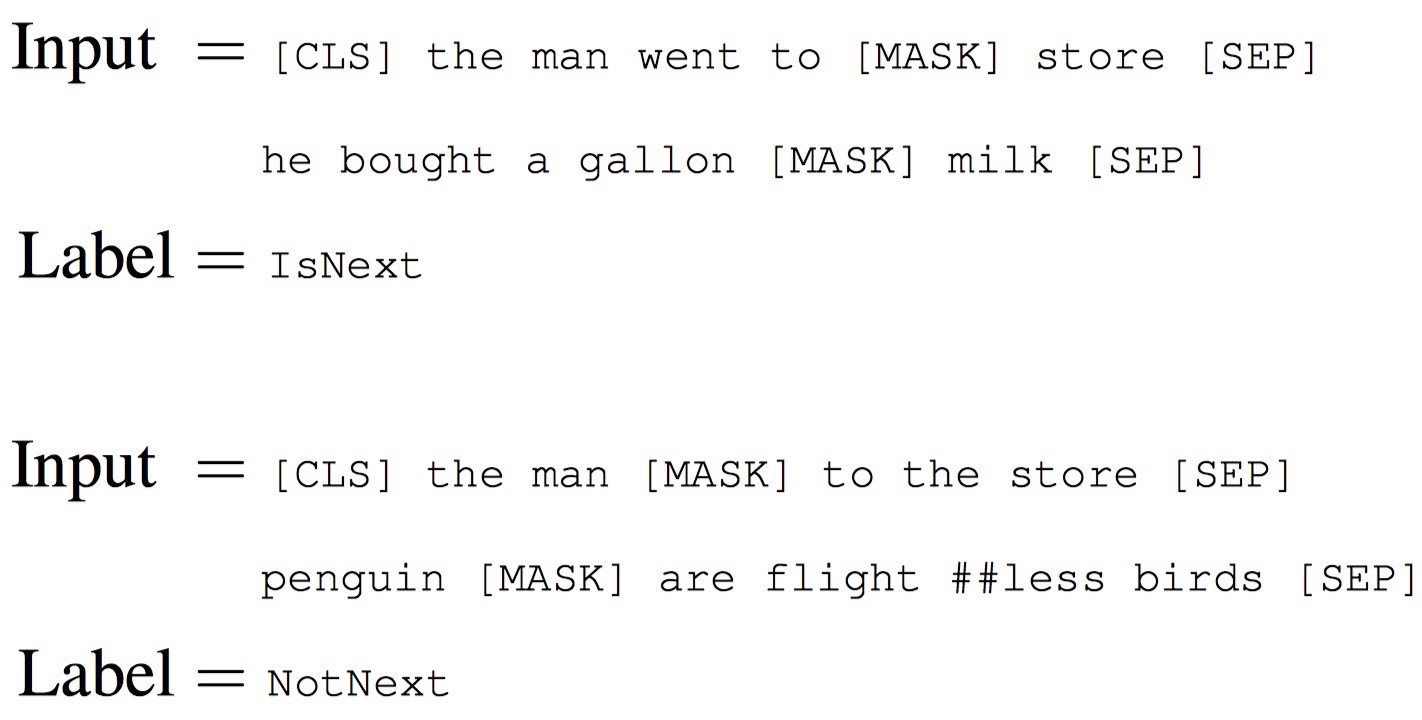 Input = [CLS] the man went to [MASK] store [SEP]
he bought a gallon [MASK] milk [SEP]
Label = IsNext
Input = [CLS] the man [MASK] to the store [SEP]
penguin [MASK] are flight ##less birds [SEP]
Label = NotNext